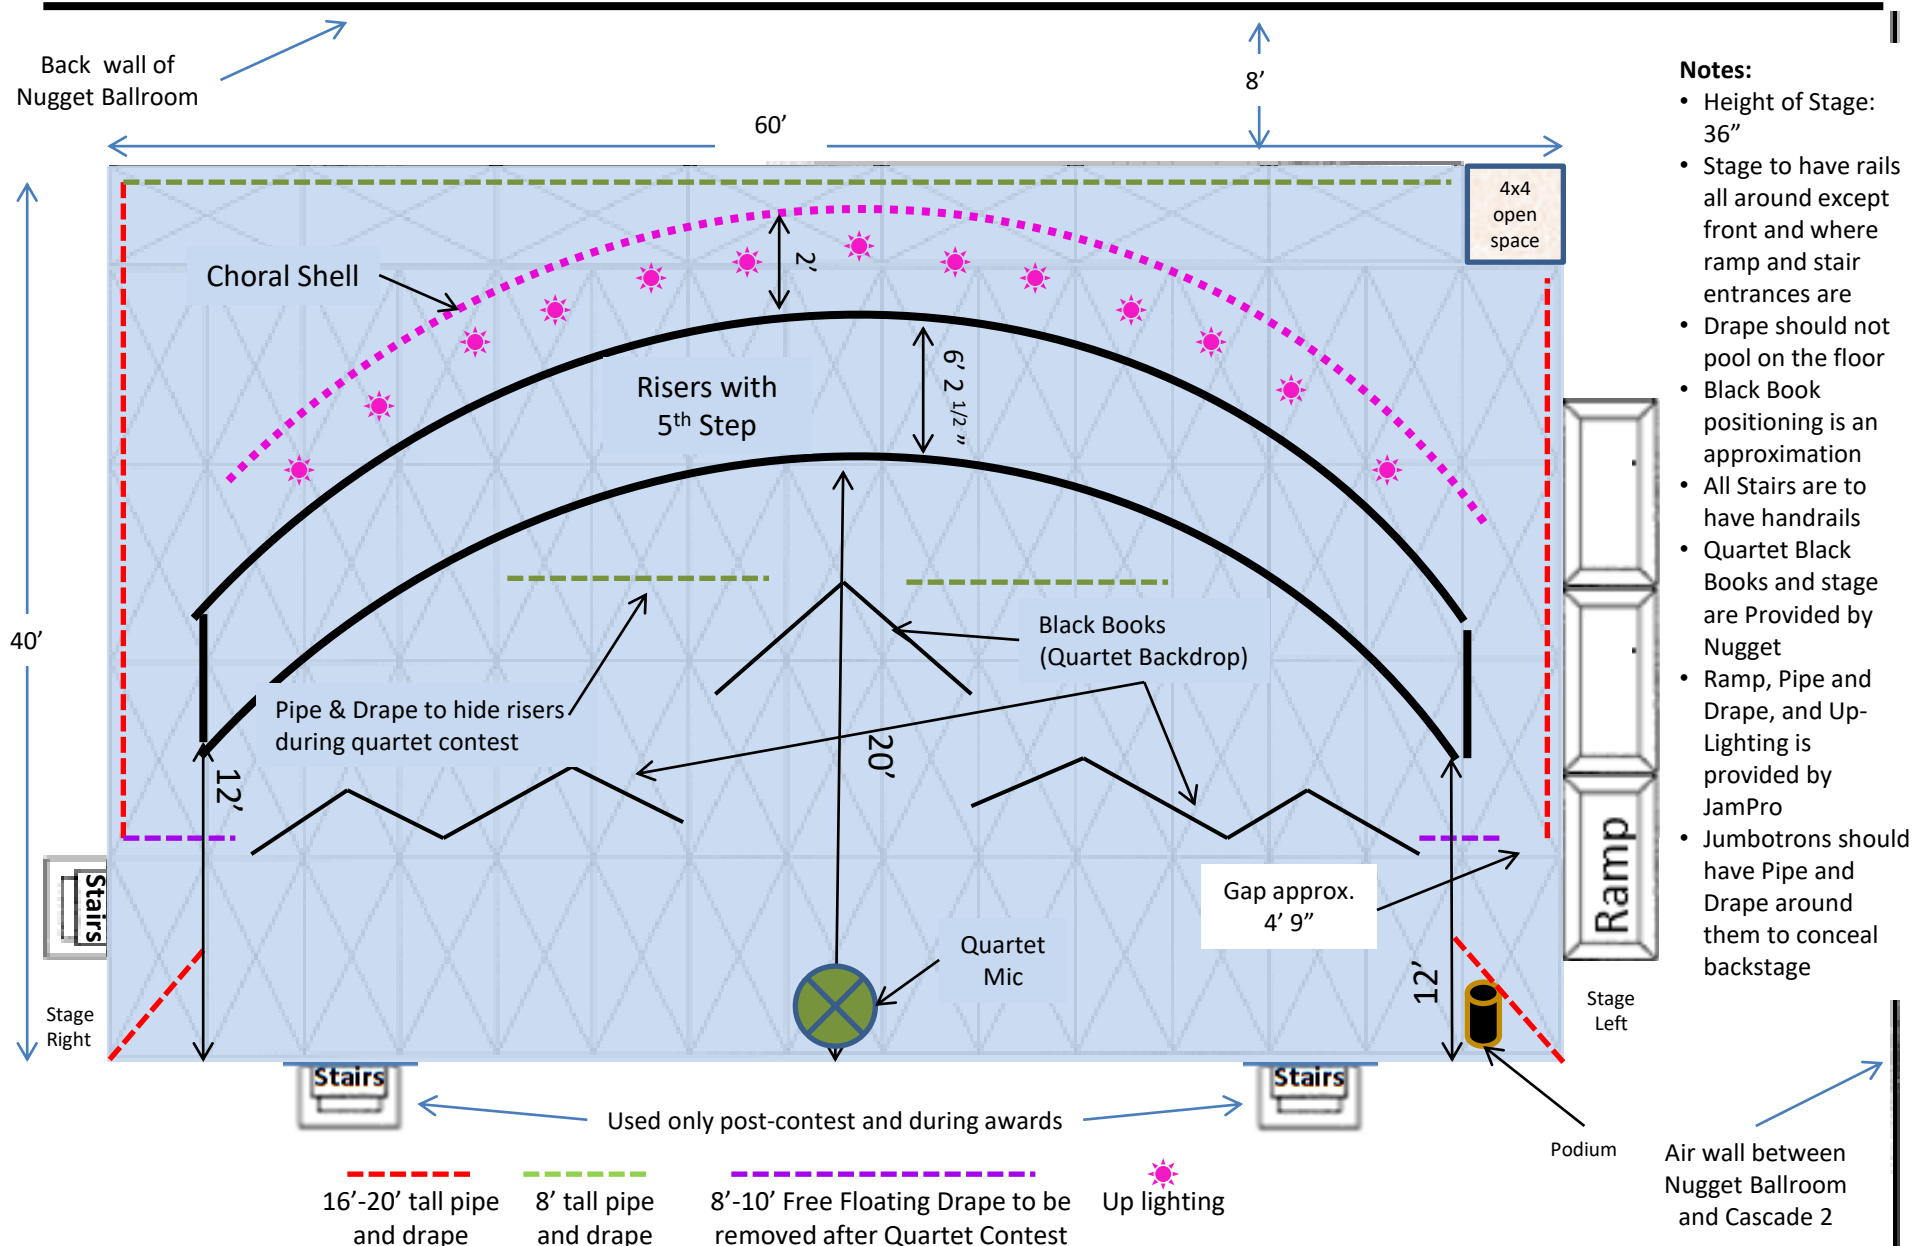 Back wall of
Nugget Ballroom
8’
60’
Notes:
• Height of Stage:
36”
• Stage to have rails
all around except
front and where
ramp and stair
entrances are
• Drape should not
pool on the floor
• Black Book
positioning is an
approximation
• All Stairs are to
have handrails
• Quartet Black
Books and stage
are Provided by
Nugget
• Ramp, Pipe and
Drape, and Up-
Lighting is
provided by
JamPro
• Jumbotrons should
have Pipe and
Drape around
them to conceal
backstage
4x4
open
space
Choral Shell
2’
Risers with
5th Step
6’ 2 1/2 ”
40’
Black Books
(Quartet Backdrop)
Pipe & Drape to hide risers
during quartet contest
12’
20’
Stairs
Gap approx.
4’ 9”
Ramp
Quartet
Mic
12’
Stage
Right
Stage
Left
Stairs
Stairs
Used only post-contest and during awards
Podium
Air wall between
Nugget Ballroom
and Cascade 2
16’-20’ tall pipe
and drape
8’ tall pipe
and drape
8’-10’ Free Floating Drape to be
removed after Quartet Contest
Up lighting